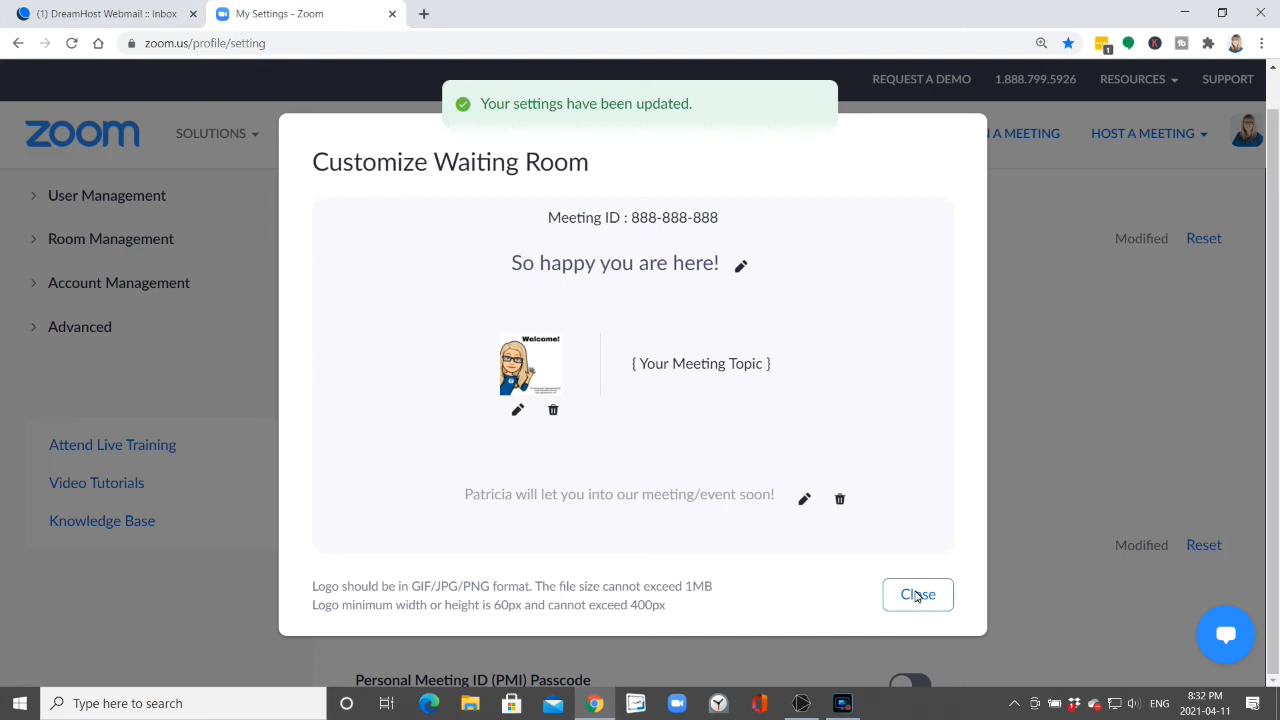 (1) DreamHost Webmail :: Inbox
My Settings - Zoom
zoom.us/profile/setting
1
REQUEST A DEMO 1.888.799.5926 RESOURCES SUPPORT
Your settings have been updated.
zoom SOLUTIONS N A MEETING HOST A MEETING
Customize Waiting Room
User Management
Meeting ID : 888-888-888
Room Management
Modified Reset
So happy you are here!
Account Management
Advanced
Welcome!
{ Your Meeting Topic }
Attend Live Training
Video Tutorials
Patricia will let you into our meeting/event soon!
Knowledge Base
Modified Reset
Logo should be in GIF/JPG/PNG format. The file size cannot exceed 1MB
Logo minimum width or height is 60px and cannot exceed 400px
Close
Personal Meeting ID (PMI) Passcode
Type here to search
ENG
8:32 PM
2021-04-11